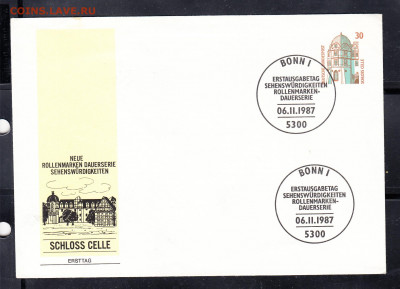 COINS.LAVE.RU
30
BONN 1
ERSTAUSGABETAG
SEHENSWÜRDIGKEITEN
ROLLENMARKEN-
DAUERSERIE
06.11.1987
5300
NEUE
ROLLENMARKEN DAUERSERIE
SEHENSWÜRDIGKEITEN
SCHLOSS CELLE
ERSTTAG
BONN 1
ERSTAUSGABETAG
SEHENSWÜRDIGKEITEN
ROLLENMARKEN-
DAUERSERIE
06.11.1987
5300